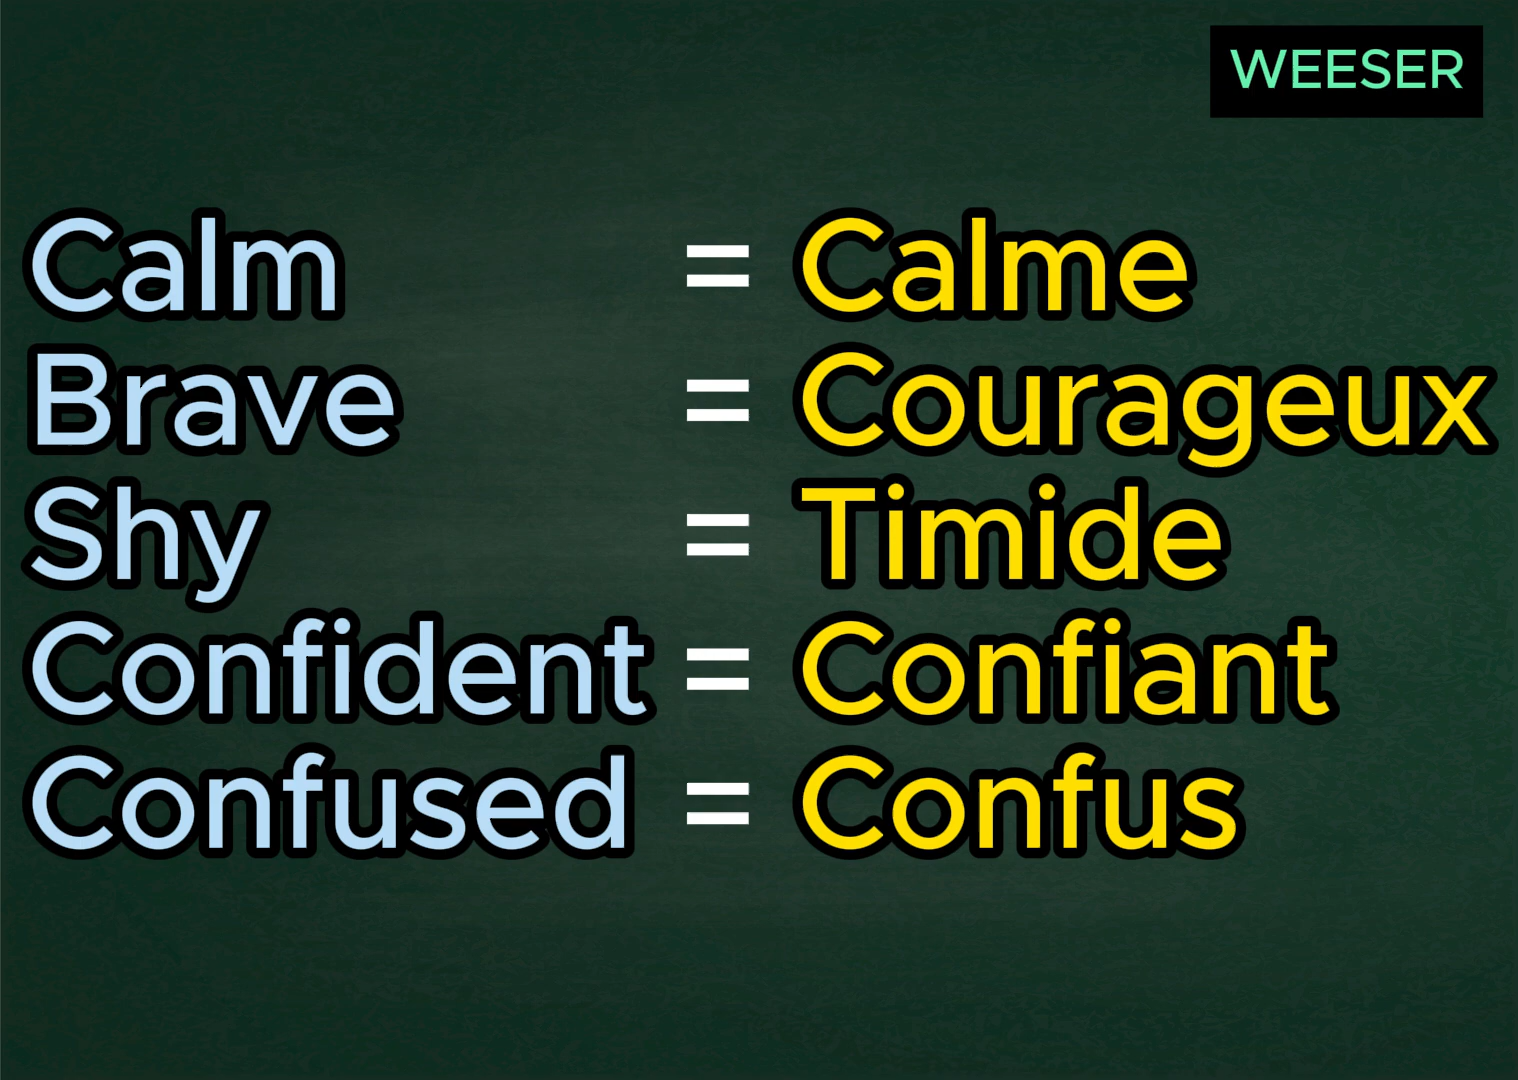 WEESER
Calm = Calme
Brave = Courageux
Shy = Timide
Confident = Confiant
Confused = Confus